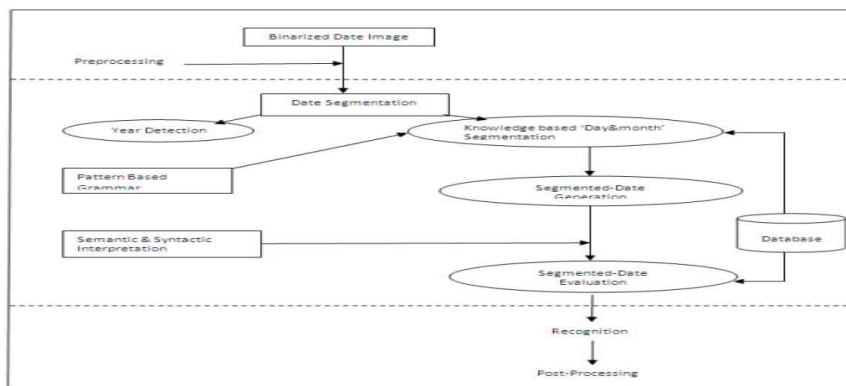 Binarized Date Image
Preprocessing
Date Segmentation
Year Detection
Knowledge based 'Day&month'
Segmentation
Pattern Based
Grammar
Segmented-Date
Generation
Semantic & Syntactic
Interpretation
Database
Segmented-Date
Evaluation
Recognition
Post-Processing